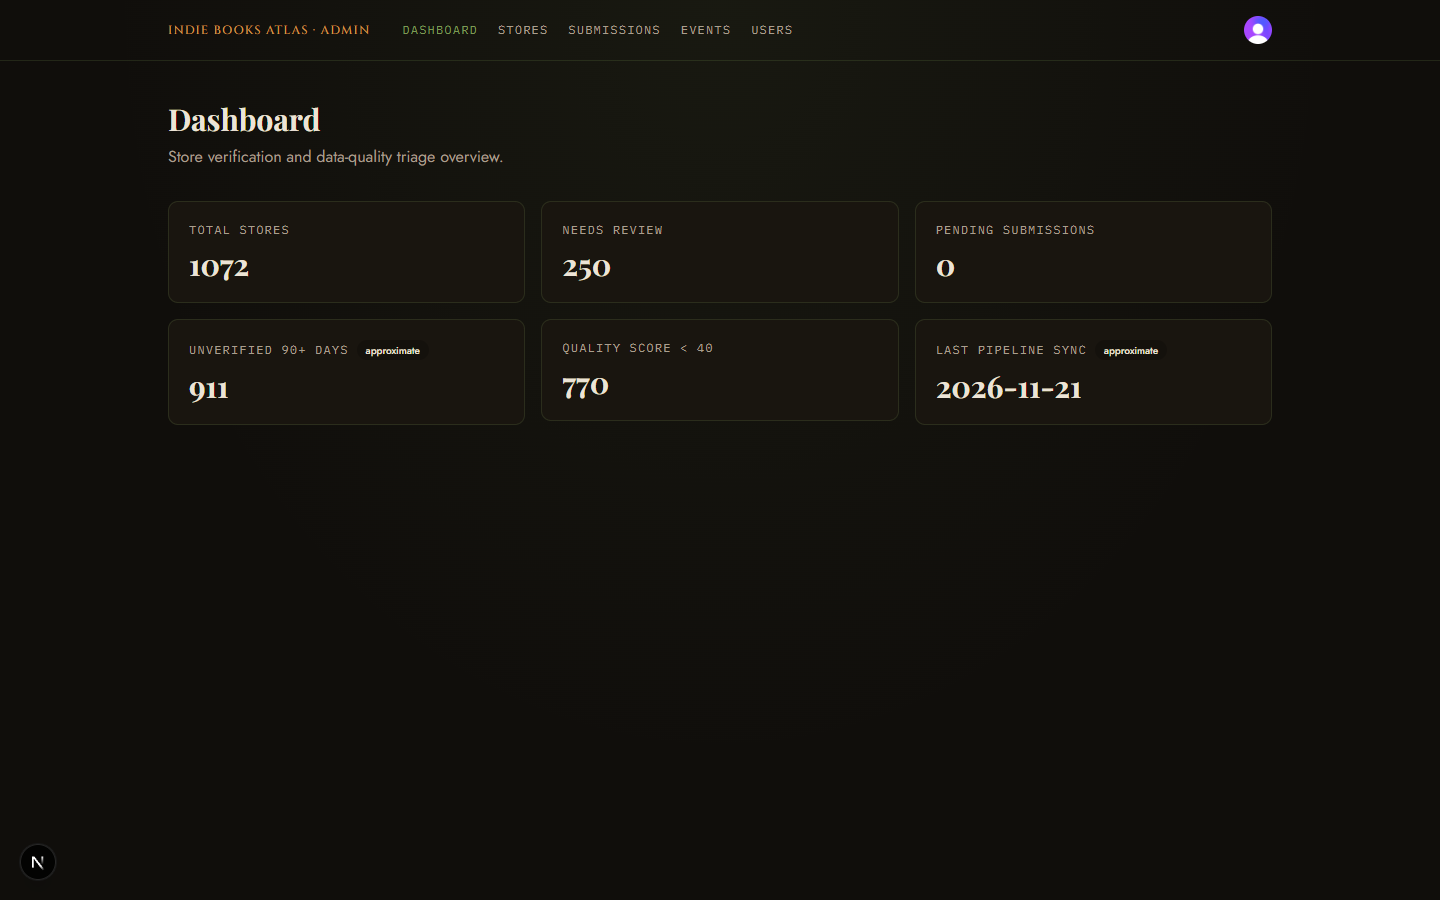 INDIE BOOKS ATLAS · ADMIN DASHBOARD STORES SUBMISSIONS EVENTS USERS
Dashboard
Store verification and data-quality triage overview.
TOTAL STORES
1072
NEEDS REVIEW
250
PENDING SUBMISSIONS
0
UNVERIFIED 90+ DAYS approximate
911
QUALITY SCORE < 40
770
LAST PIPELINE SYNC approximate
2026-11-21
N